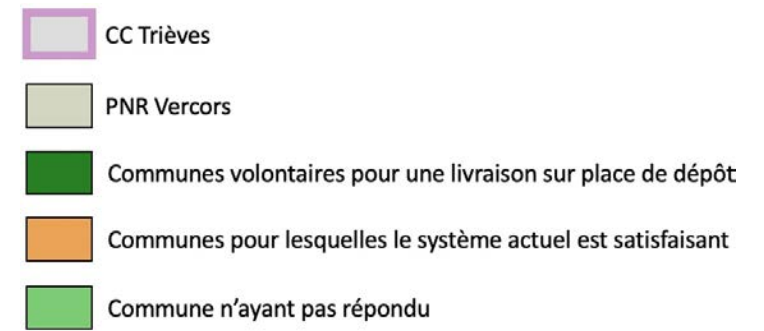 CC Trièves
PNR Vercors
Communes volontaires pour une livraison sur place de dépôt
Communes pour lesquelles le système actuel est satisfaisant
Commune n'ayant pas répondu